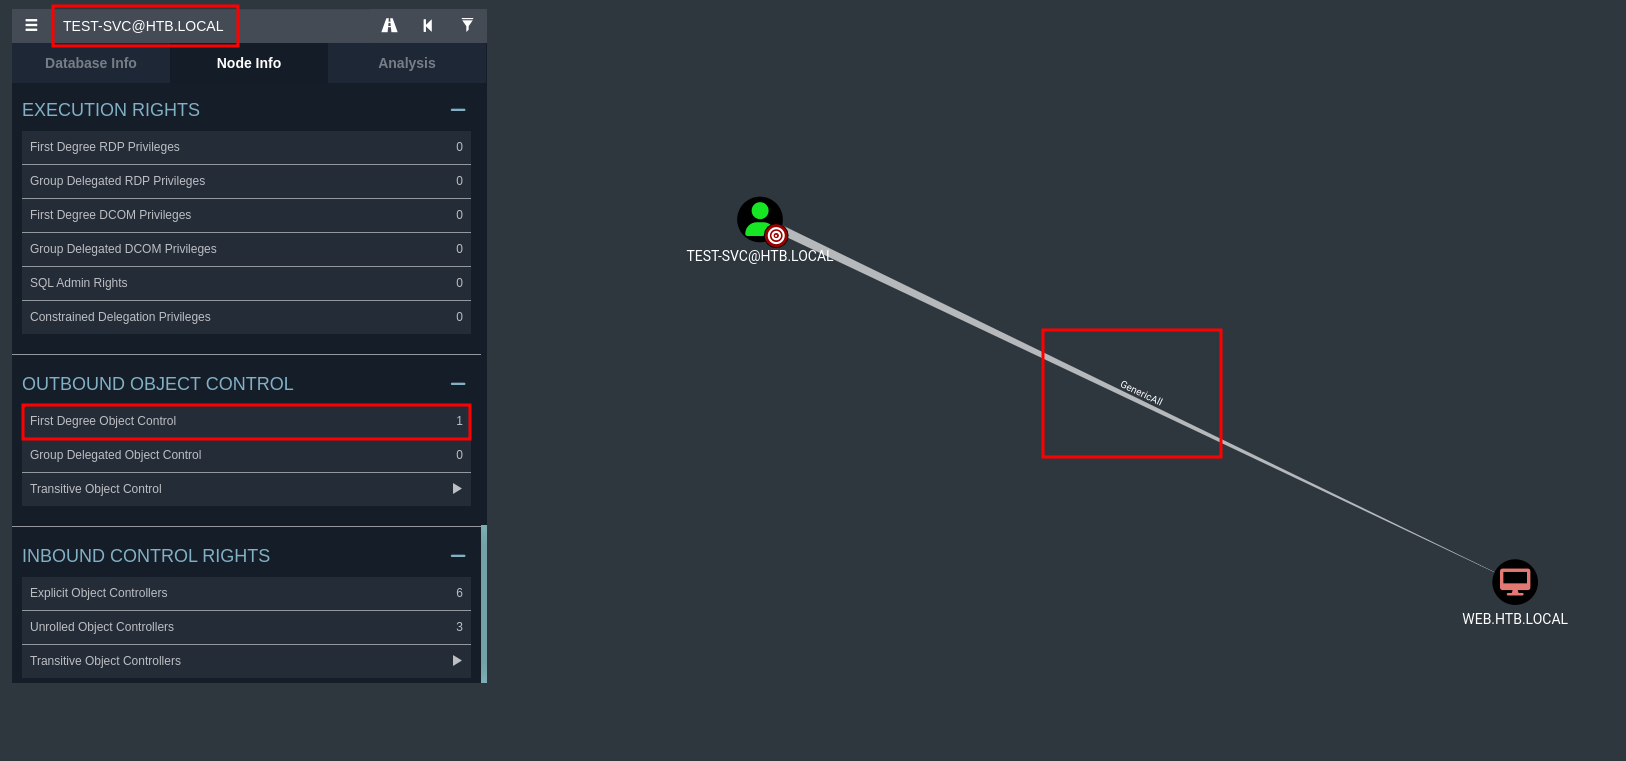 TEST-SVC@HTB.LOCAL
Database Info Node Info Analysis
EXECUTION RIGHTS
First Degree RDP Privileges 0
Group Delegated RDP Privileges 0
First Degree DCOM Privileges 0
Group Delegated DCOM Privileges 0
SQL Admin Rights 0
Constrained Delegation Privileges 0
OUTBOUND OBJECT CONTROL
First Degree Object Control 1
Group Delegated Object Control 0
Transitive Object Control
INBOUND CONTROL RIGHTS
Explicit Object Controllers 6
Unrolled Object Controllers 3
Transitive Object Controllers
TEST-SVC@HTB.LOCAL
GenericAll
WEB.HTB.LOCAL